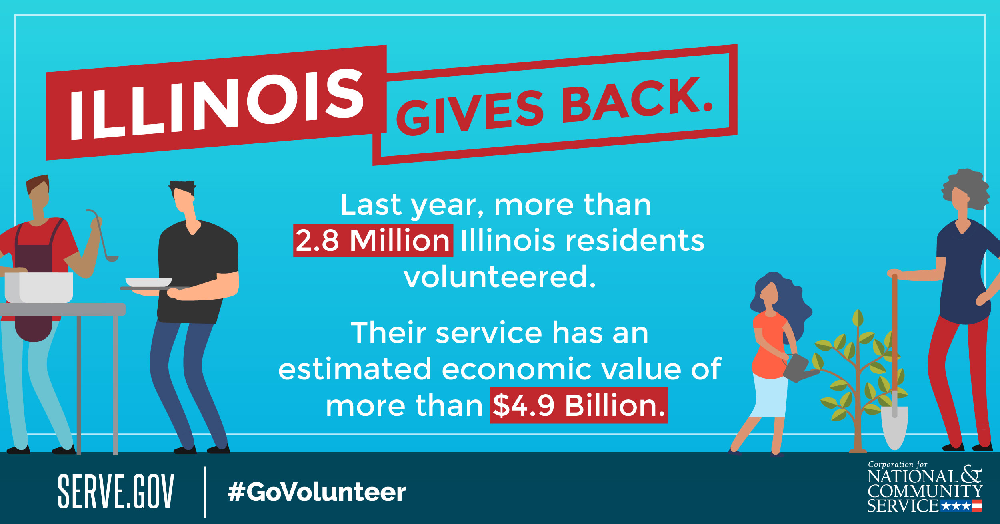 ILLINOIS
GIVES BACK.
Last year, more than
2.8 Million Illinois residents
volunteered.
Their service has an
estimated economic value of
more than $4.9 Billion.
SERVE.GOV
#GoVolunteer
Corporation for
NATIONAL &
COMMUNITY
SERVICE